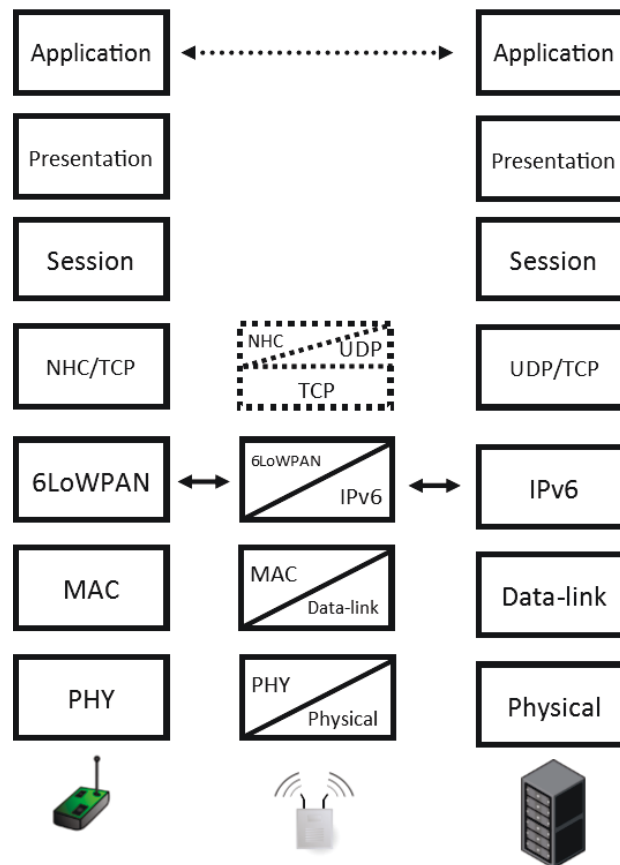 Application
Application
Presentation
Presentation
Session
Session
NHC/TCP
NHC
UDP
TCP
UDP/TCP
6LoWPAN
6LoWPAN
IPv6
IPv6
MAC
MAC
Data-link
Data-link
PHY
PHY
Physical
Physical